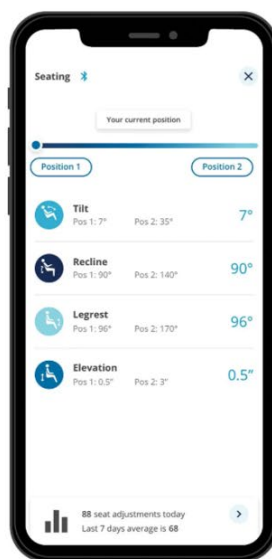 Seating
Your current position
Position 1 Position 2
Tilt
Pos 1: 7° Pos 2: 35° 7°
Recline
Pos 1: 90° Pos 2: 140° 90°
Legrest
Pos 1: 96° Pos 2: 170° 96°
Elevation
Pos 1: 0.5" Pos 2: 3" 0.5"
88 seat adjustments today
Last 7 days average is 68